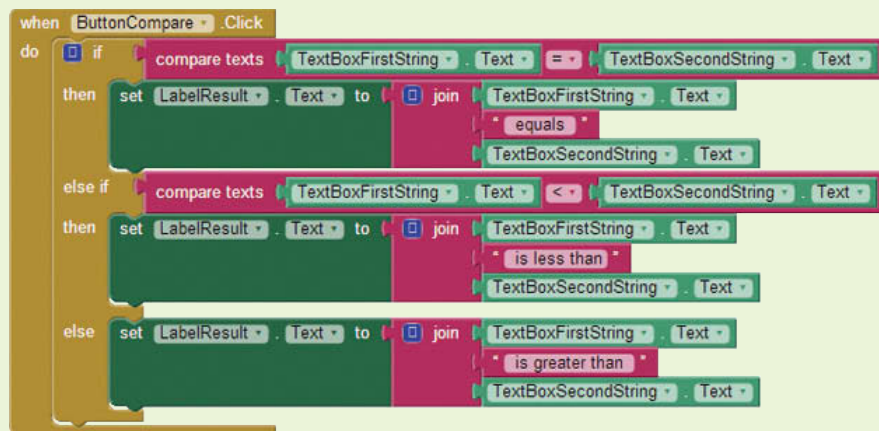 when ButtonCompare .Click
do if compare texts TextBoxFirstString . Text = TextBoxSecondString . Text
then set LabelResult . Text to join TextBoxFirstString . Text
" equals "
TextBoxSecondString . Text
else if compare texts TextBoxFirstString . Text < TextBoxSecondString . Text
then set LabelResult . Text to join TextBoxFirstString . Text
" is less than "
TextBoxSecondString . Text
else set LabelResult . Text to join TextBoxFirstString . Text
" is greater than "
TextBoxSecondString . Text